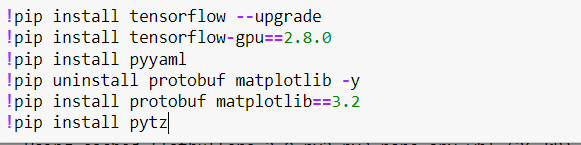 !pip install tensorflow --upgrade
!pip install tensorflow-gpu==2.8.0
!pip install pyyaml
!pip uninstall protobuf matplotlib -y
!pip install protobuf matplotlib==3.2
!pip install pytz